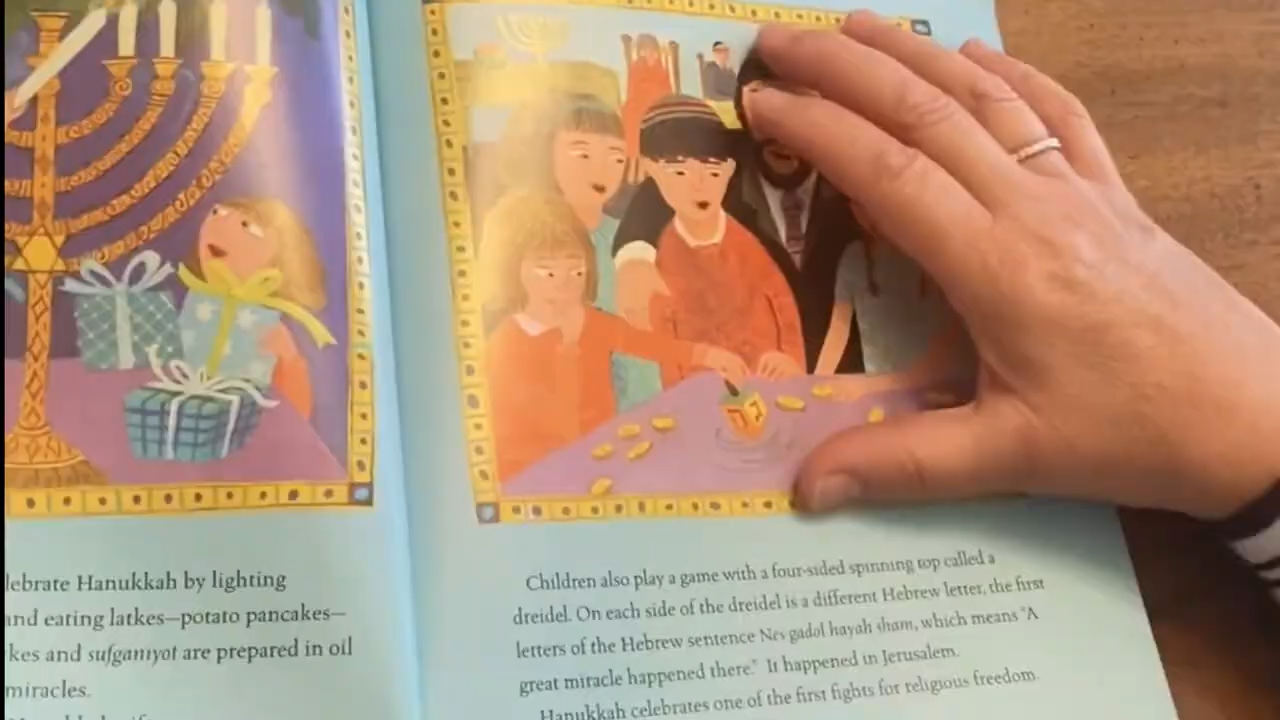 lebrate Hanukkah by lighting
and eating latkes—potato pancakes—
kes and sufganiyot are prepared in oil
miracles.
Children also play a game with a four-sided spinning top called a
dreidel. On each side of the dreidel is a different Hebrew letter, the first
letters of the Hebrew sentence Nes gadol hayah sham, which means "A
great miracle happened there." It happened in Jerusalem.
Hanukkah celebrates one of the first fights for religious freedom.